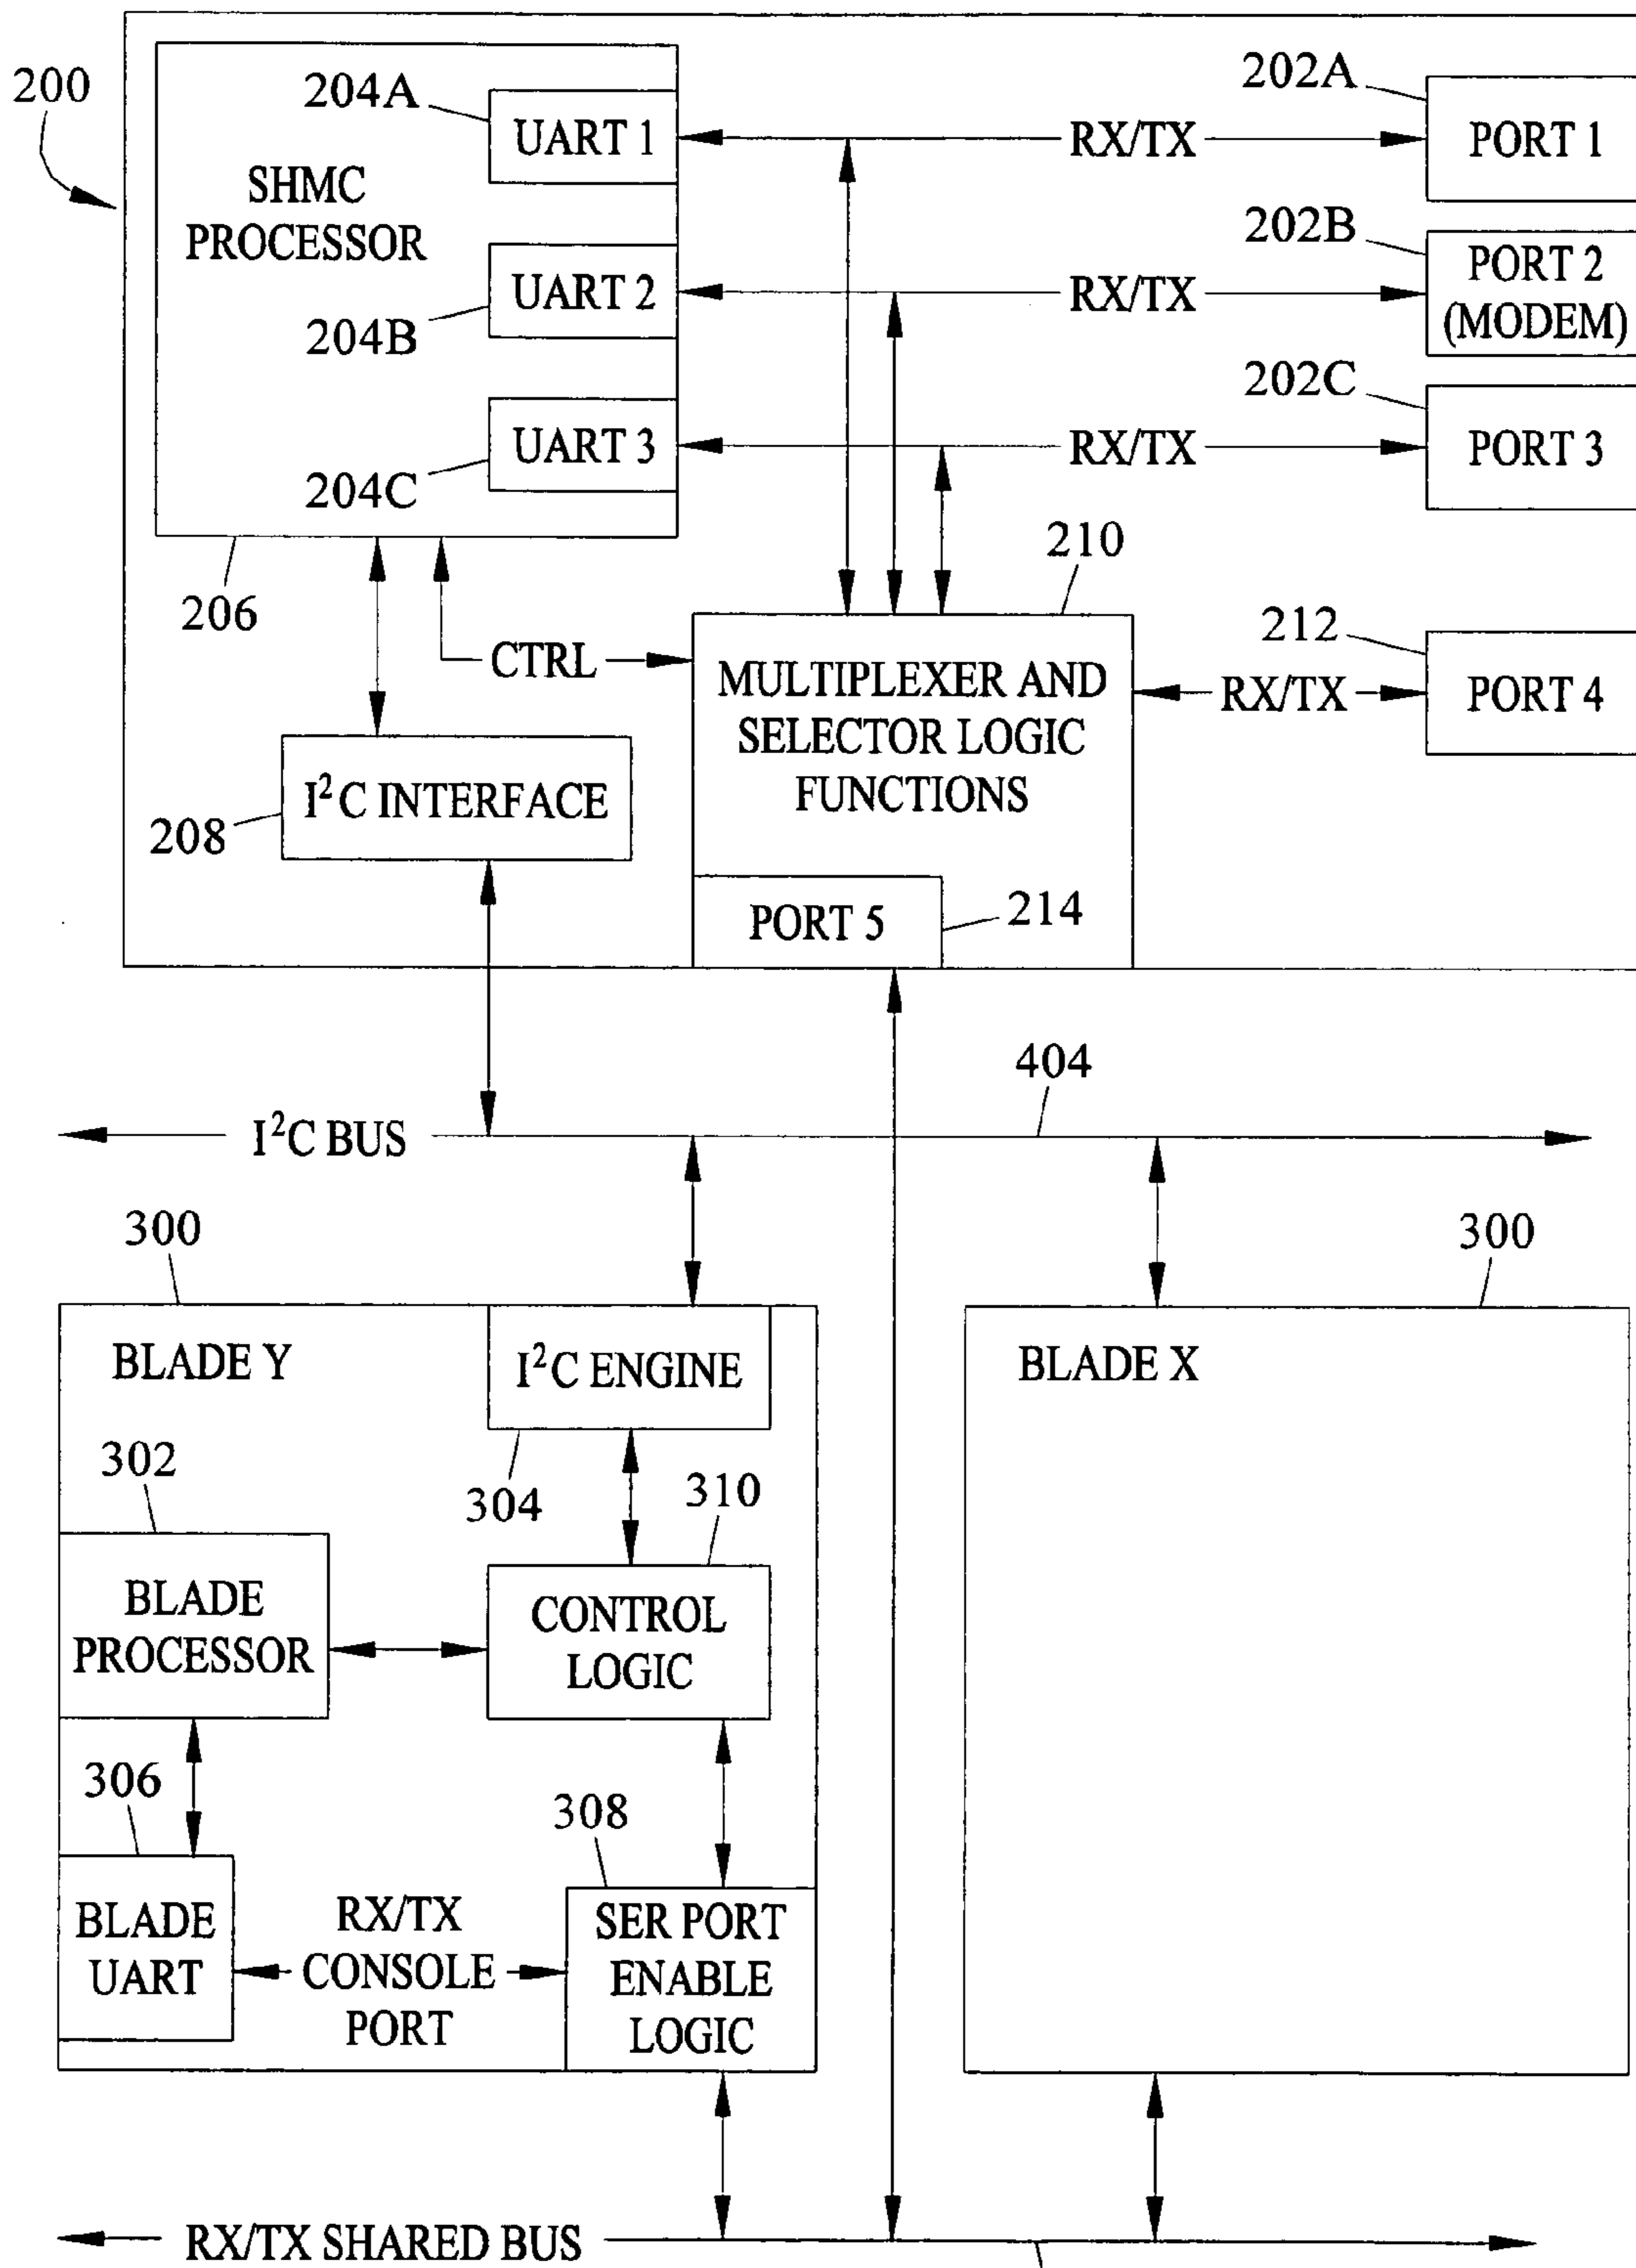 200
204A
UART 1
RX/TX
202A
PORT 1
SHMC
PROCESSOR
204B
UART 2
RX/TX
202B
PORT 2
(MODEM)
204C
UART 3
RX/TX
202C
PORT 3
206
CTRL
210
MULTIPLEXER AND
SELECTOR LOGIC
FUNCTIONS
RX/TX
212
PORT 4
I²C INTERFACE
208
PORT 5
214
I²C BUS
404
300
BLADE Y
I²C ENGINE
304
302
BLADE
PROCESSOR
310
CONTROL
LOGIC
306
BLADE
UART
RX/TX
CONSOLE
PORT
308
SER PORT
ENABLE
LOGIC
300
BLADE X
RX/TX SHARED BUS